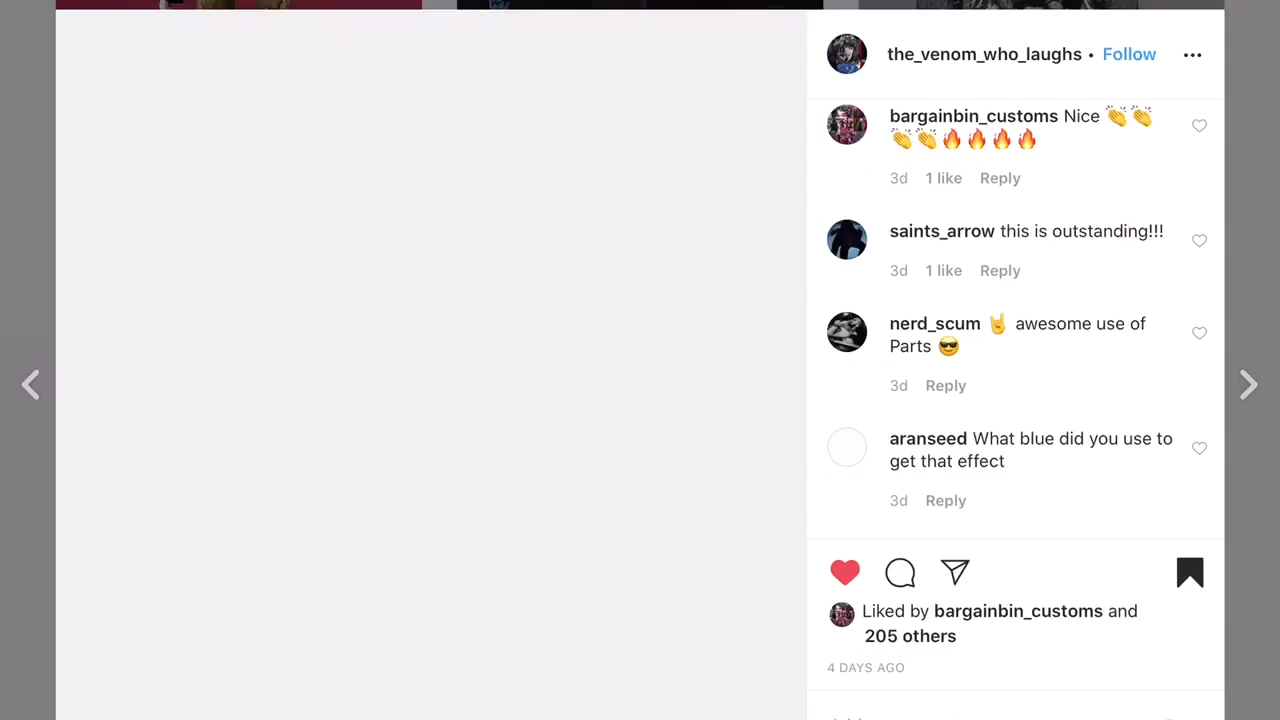 the_venom_who_laughs • Follow
bargainbin_customs Nice 👏👏
👏👏🔥🔥🔥🔥
3d 1 like Reply
saints_arrow this is outstanding!!!
3d 1 like Reply
nerd_scum 🤘 awesome use of
Parts 😎
3d Reply
aranseed What blue did you use to
get that effect
3d Reply
Liked by bargainbin_customs and
205 others
4 DAYS AGO